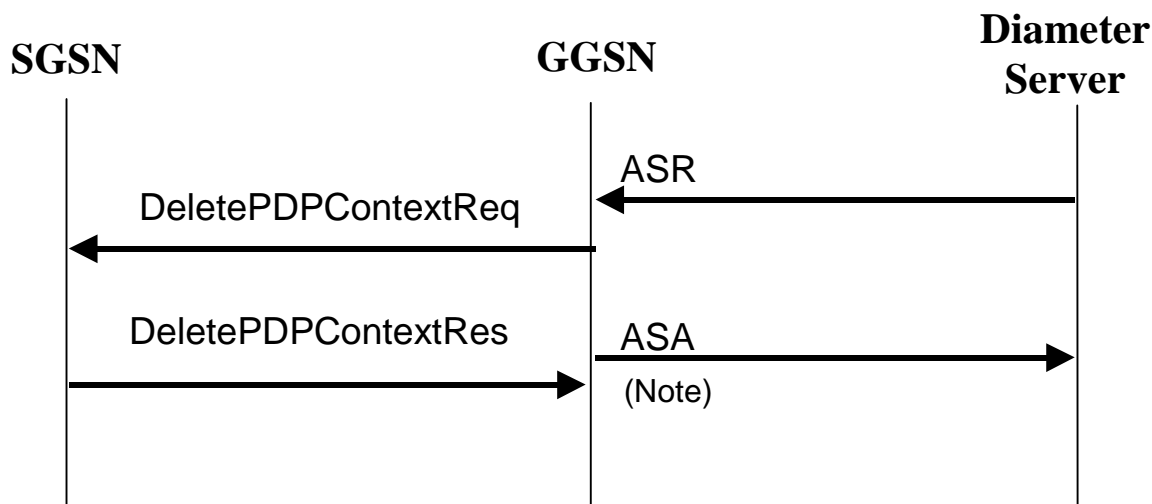 SGSN
GGSN
Diameter
Server
ASR
DeletePDPContextReq
DeletePDPContextRes
ASA
(Note)